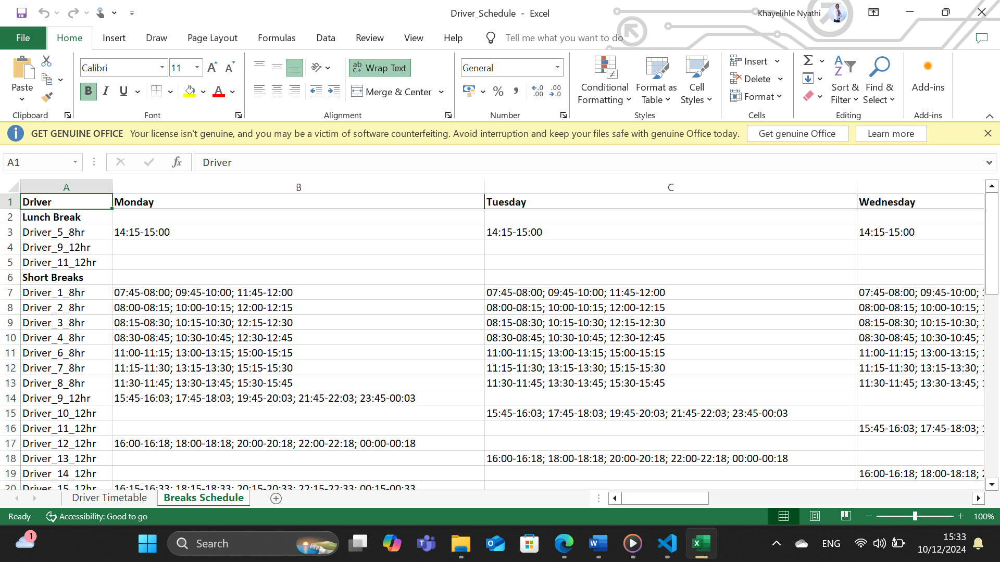 Driver_Schedule - Excel
Khayelihle Nyathi
File Home Insert Draw Page Layout Formulas Data Review View Help Tell me what you want to do
Paste
Calibri 11
B I U
Wrap Text
Merge & Center
General
Conditional Formatting
Format as Table
Cell Styles
Insert
Delete
Format
Sort & Filter
Find & Select
Add-ins
Clipboard Font Alignment Number Styles Cells Editing Add-ins
GET GENUINE OFFICE Your license isn't genuine, and you may be a victim of software counterfeiting. Avoid interruption and keep your files safe with genuine Office today. Get genuine Office Learn more
A1 fx Driver
A B C
1 Driver Monday Tuesday Wednesday
2 Lunch Break
3 Driver_5_8hr 14:15-15:00 14:15-15:00 14:15-15:00
4 Driver_9_12hr
5 Driver_11_12hr
6 Short Breaks
7 Driver_1_8hr 07:45-08:00; 09:45-10:00; 11:45-12:00 07:45-08:00; 09:45-10:00; 11:45-12:00 07:45-08:00; 09:45-10:00;
8 Driver_2_8hr 08:00-08:15; 10:00-10:15; 12:00-12:15 08:00-08:15; 10:00-10:15; 12:00-12:15 08:00-08:15; 10:00-10:15;
9 Driver_3_8hr 08:15-08:30; 10:15-10:30; 12:15-12:30 08:15-08:30; 10:15-10:30; 12:15-12:30 08:15-08:30; 10:15-10:30;
10 Driver_4_8hr 08:30-08:45; 10:30-10:45; 12:30-12:45 08:30-08:45; 10:30-10:45; 12:30-12:45 08:30-08:45; 10:30-10:45;
11 Driver_6_8hr 11:00-11:15; 13:00-13:15; 15:00-15:15 11:00-11:15; 13:00-13:15; 15:00-15:15 11:00-11:15; 13:00-13:15;
12 Driver_7_8hr 11:15-11:30; 13:15-13:30; 15:15-15:30 11:15-11:30; 13:15-13:30; 15:15-15:30 11:15-11:30; 13:15-13:30;
13 Driver_8_8hr 11:30-11:45; 13:30-13:45; 15:30-15:45 11:30-11:45; 13:30-13:45; 15:30-15:45 11:30-11:45; 13:30-13:45;
14 Driver_9_12hr 15:45-16:03; 17:45-18:03; 19:45-20:03; 21:45-22:03; 23:45-00:03
15 Driver_10_12hr 15:45-16:03; 17:45-18:03; 19:45-20:03; 21:45-22:03; 23:45-00:03
16 Driver_11_12hr 15:45-16:03; 17:45-18:03;
17 Driver_12_12hr 16:00-16:18; 18:00-18:18; 20:00-20:18; 22:00-22:18; 00:00-00:18
18 Driver_13_12hr 16:00-16:18; 18:00-18:18; 20:00-20:18; 22:00-22:18; 00:00-00:18
19 Driver_14_12hr 16:00-16:18; 18:00-18:18;
20 Driver_15_12hr 16:15-16:33; 18:15-18:33; 20:15-20:33; 22:15-22:33; 00:15-00:33
Driver Timetable Breaks Schedule
Ready Accessibility: Good to go 100%
1 Search ENG 15:33
10/12/2024